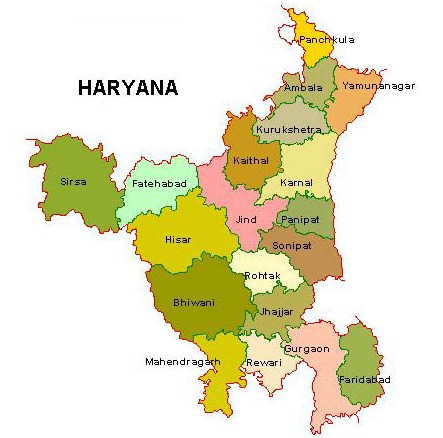 Panchkula
HARYANA
Ambala
Yamunanagar
Kurukshetra
Kaithal
Karnal
Sirsa
Fatehabad
Jind
Panipat
Hisar
Sonipat
Rohtak
Bhiwani
Jhajjar
Gurgaon
Mahendragarh
Rewari
Faridabad